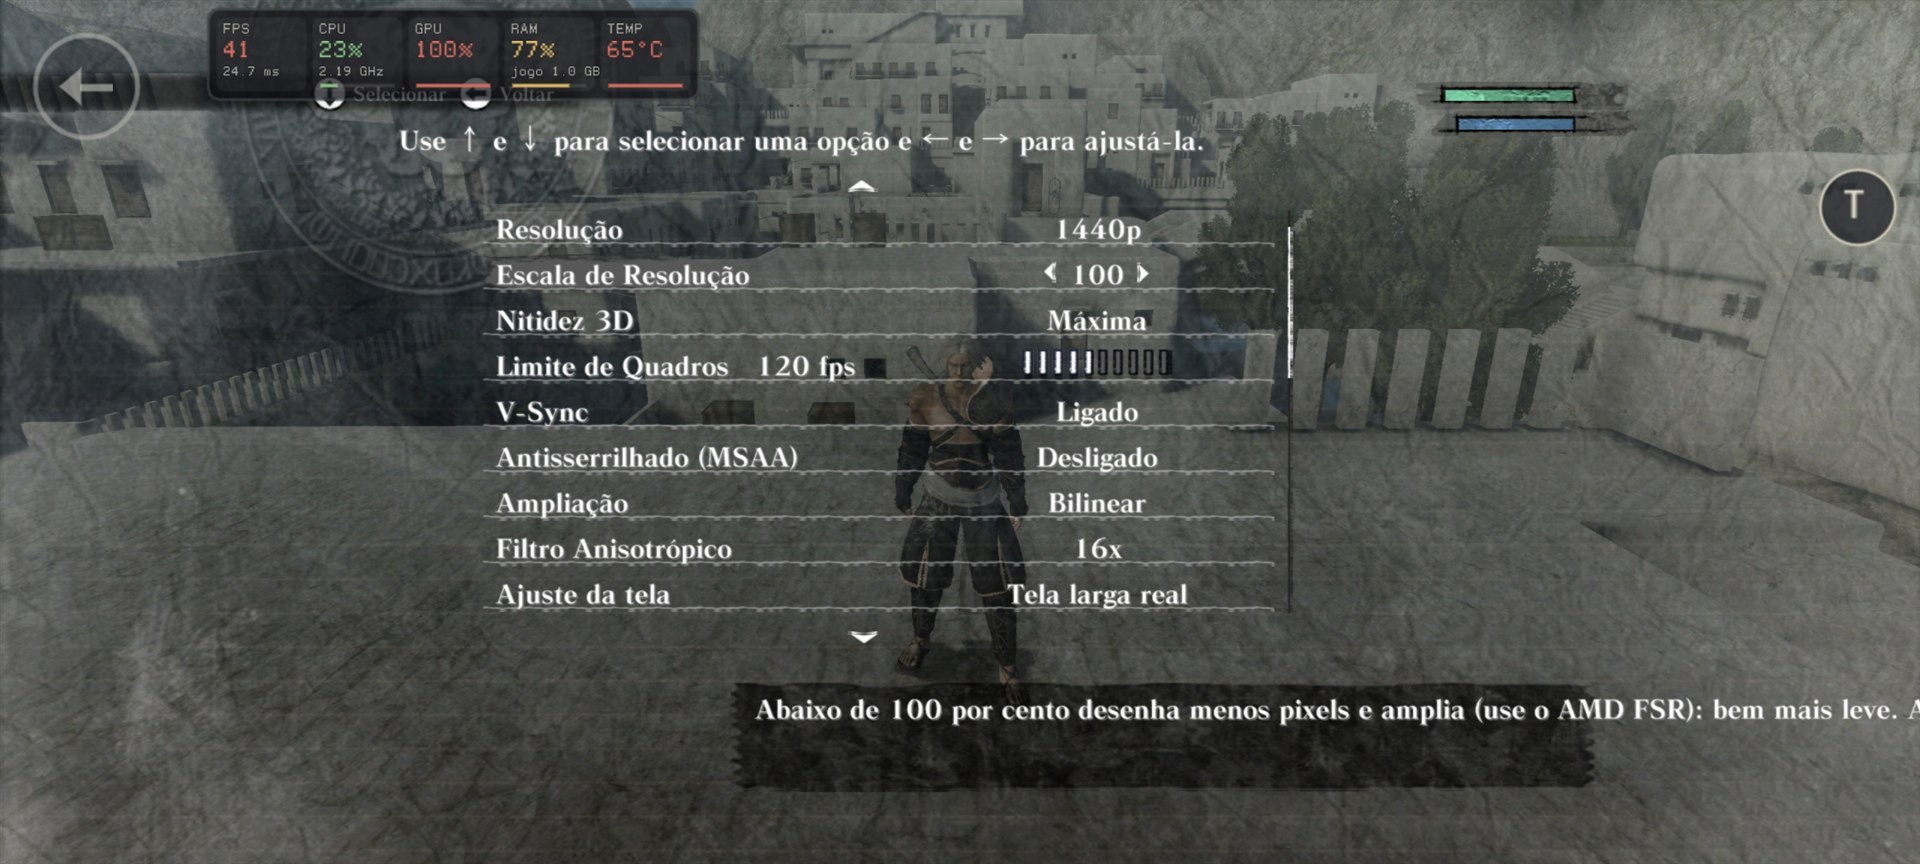 FPS CPU GPU RAM TEMP
41 23% 100% 77% 65°C
24.7 ms 2.19 GHz jogo 1.0 GB
Selecionar Voltar
Use ↑ e ↓ para selecionar uma opção e ← e → para ajustá-la.
T
Resolução 1440p
Escala de Resolução 100
Nitidez 3D Máxima
Limite de Quadros 120 fps
V-Sync Ligado
Antisserrilhado (MSAA) Desligado
Ampliação Bilinear
Filtro Anisotrópico 16x
Ajuste da tela Tela larga real
Abaixo de 100 por cento desenha menos pixels e amplia (use o AMD FSR): bem mais leve. A